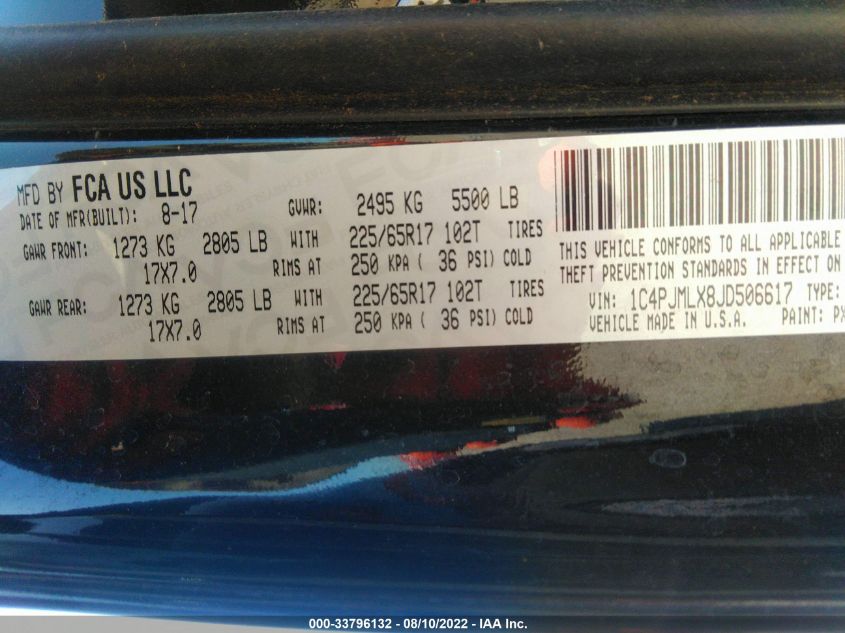 MFD BY FCA US LLC
DATE OF MFR(BUILT): 8-17 GVWR: 2495 KG 5500 LB
GAWR FRONT: 1273 KG 2805 LB WITH 225/65R17 102T TIRES
17X7.0 RIMS AT 250 KPA ( 36 PSI) COLD
GAWR REAR: 1273 KG 2805 LB WITH 225/65R17 102T TIRES
17X7.0 RIMS AT 250 KPA ( 36 PSI) COLD
THIS VEHICLE CONFORMS TO ALL APPLICABLE
THEFT PREVENTION STANDARDS IN EFFECT ON
VIN: 1C4PJMLX8JD506617 TYPE:
VEHICLE MADE IN U.S.A. PAINT: PX
000-33796132 - 08/10/2022 - IAA Inc.